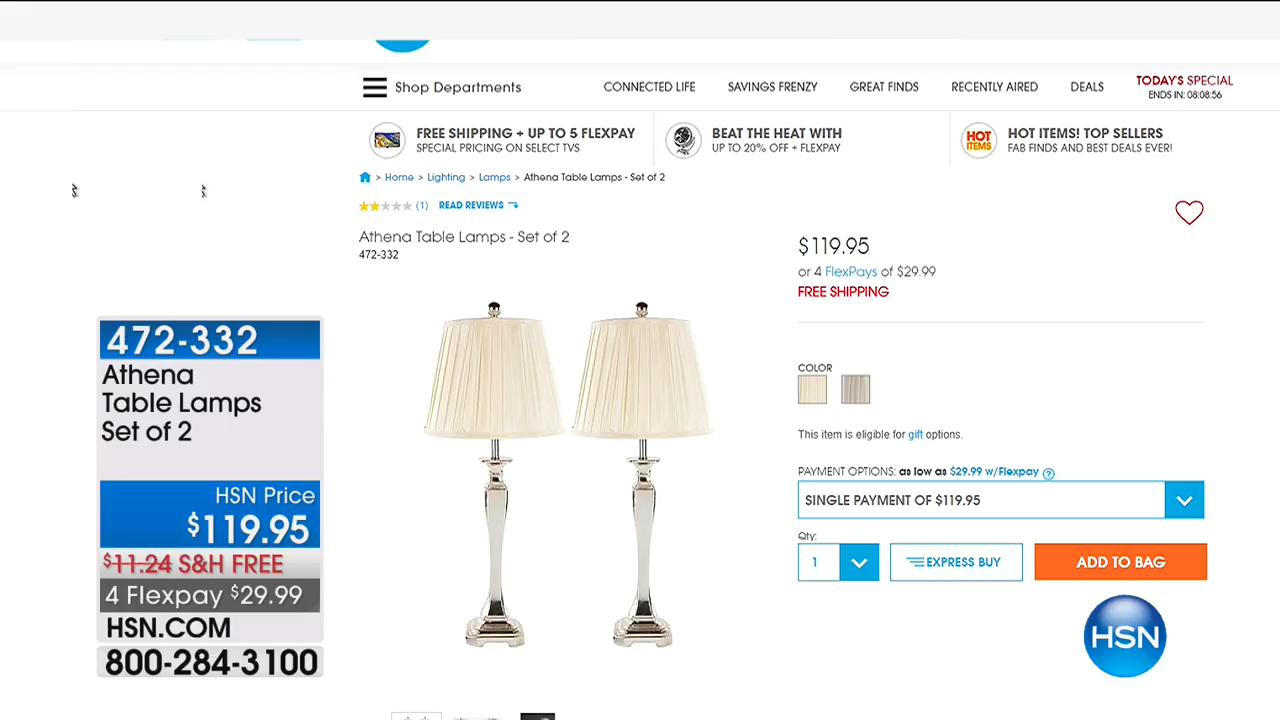 Shop Departments
CONNECTED LIFE
SAVINGS FRENZY
GREAT FINDS
RECENTLY AIRED
DEALS
TODAY'S SPECIAL
ENDS IN: 08:08:56
FREE SHIPPING + UP TO 5 FLEXPAY
SPECIAL PRICING ON SELECT TVS
BEAT THE HEAT WITH
UP TO 20% OFF + FLEXPAY
HOT
ITEMS
HOT ITEMS! TOP SELLERS
FAB FINDS AND BEST DEALS EVER!
> Home > Lighting > Lamps > Athena Table Lamps - Set of 2
(1) READ REVIEWS
Athena Table Lamps - Set of 2
472-332
$119.95
or 4 FlexPays of $29.99
FREE SHIPPING
COLOR
This item is eligible for gift options.
PAYMENT OPTIONS: as low as $29.99 w/Flexpay ?
SINGLE PAYMENT OF $119.95
Qty:
1
EXPRESS BUY
ADD TO BAG
472-332
Athena
Table Lamps
Set of 2
HSN Price
$119.95
$11.24 S&H FREE
4 Flexpay $29.99
HSN.COM
800-284-3100
HSN